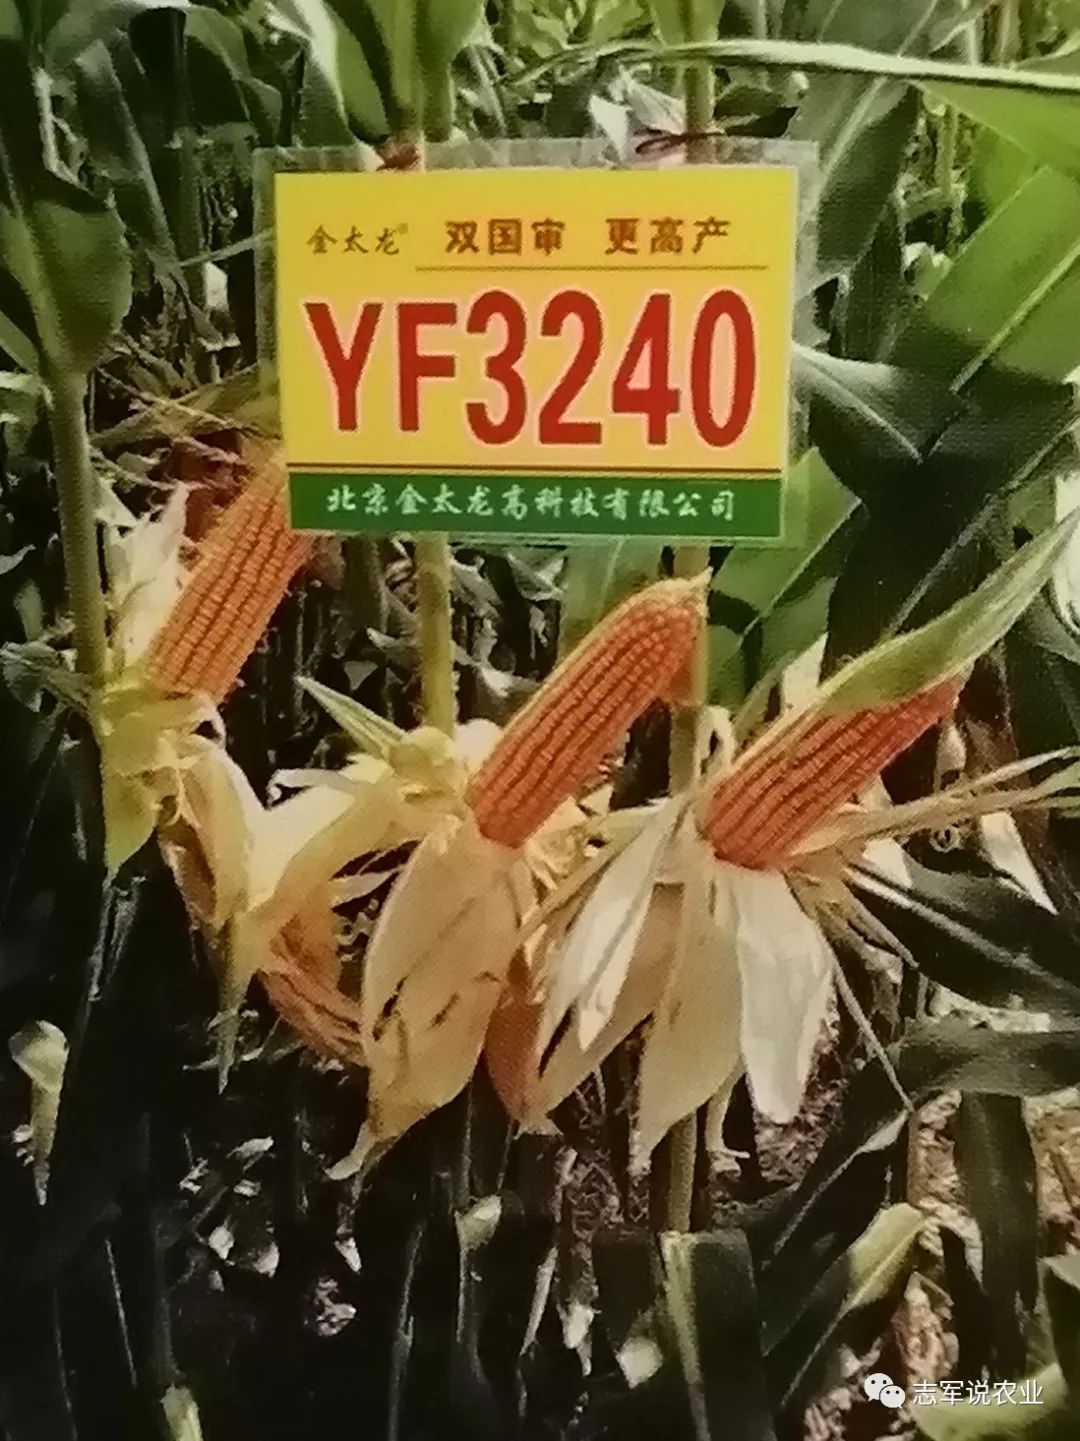 金太龙® 双国审 更高产
YF3240
北京金太龙高科技有限公司
志军说农业